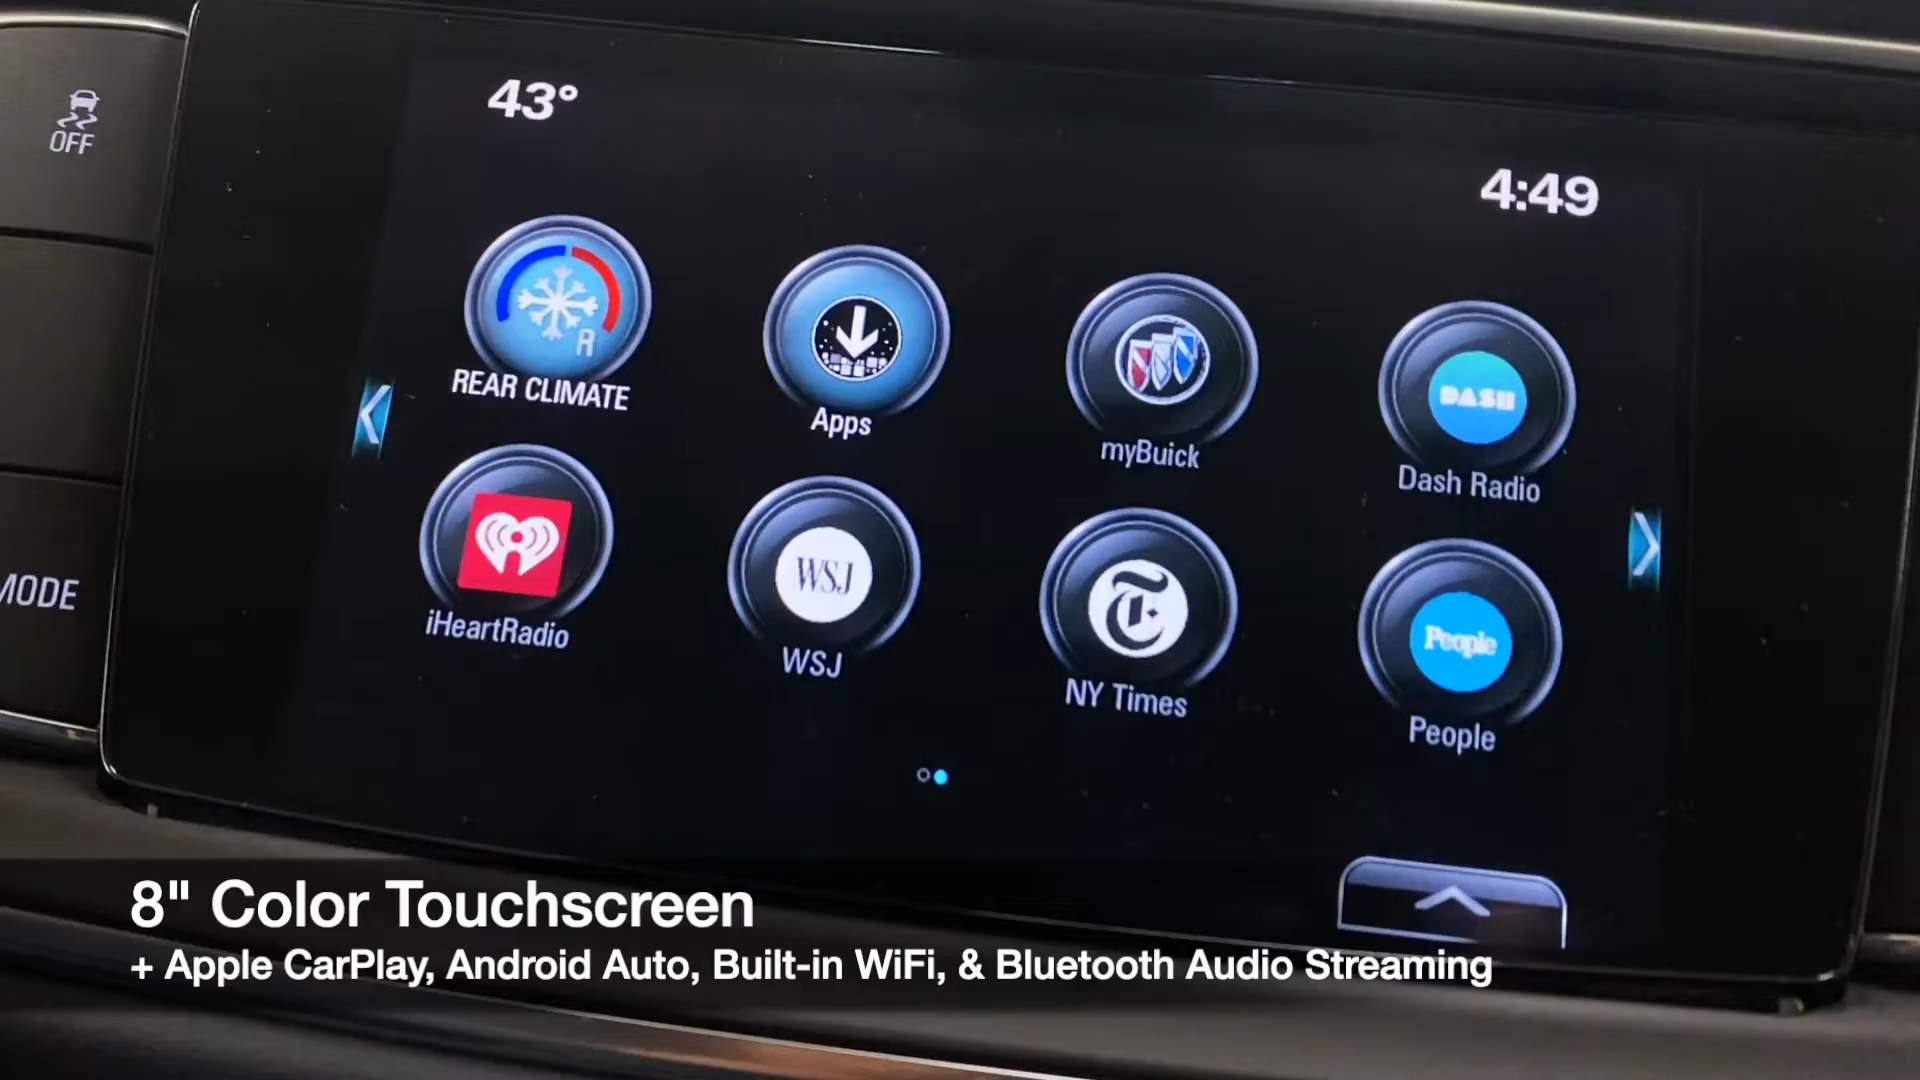 OFF
MODE
43°
4:49
R
REAR CLIMATE
Apps
myBuick
DASH
Dash Radio
iHeartRadio
WSJ
WSJ
NY Times
People
People
8" Color Touchscreen
+ Apple CarPlay, Android Auto, Built-in WiFi, & Bluetooth Audio Streaming